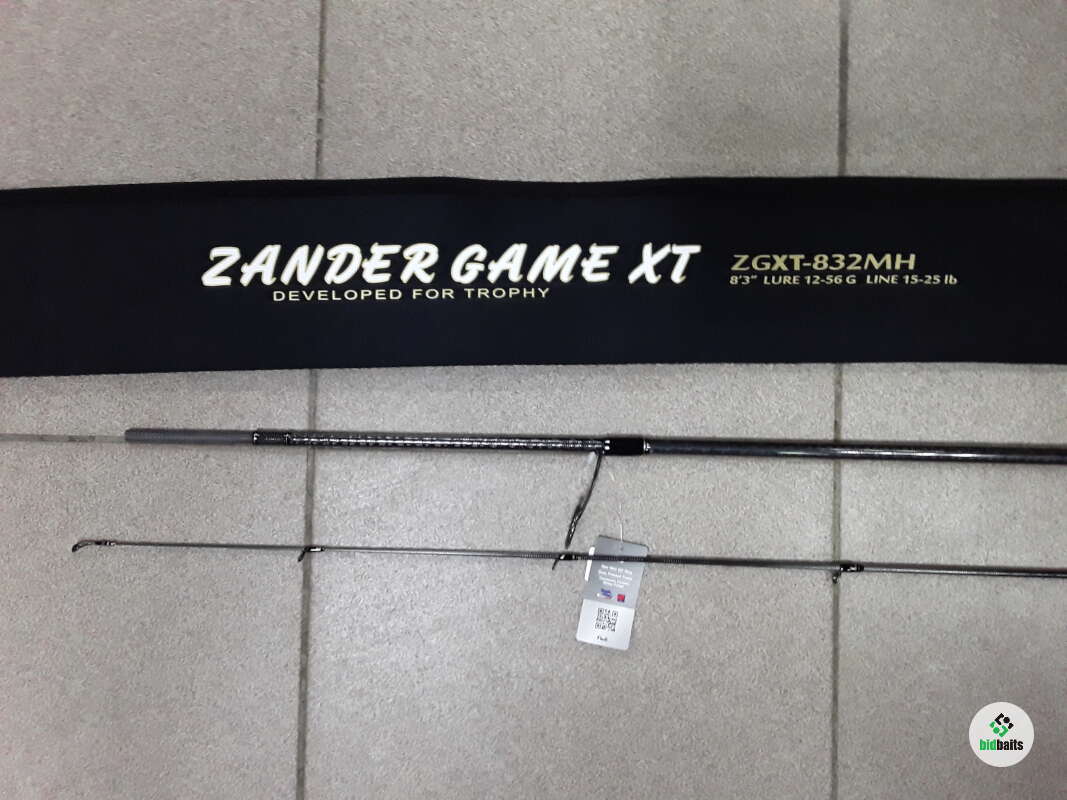 ZANDER GAME XT
DEVELOPED FOR TROPHY
ZGXT-832MH
8'3" LURE 12-56 G LINE 15-25 lb
bidbaits